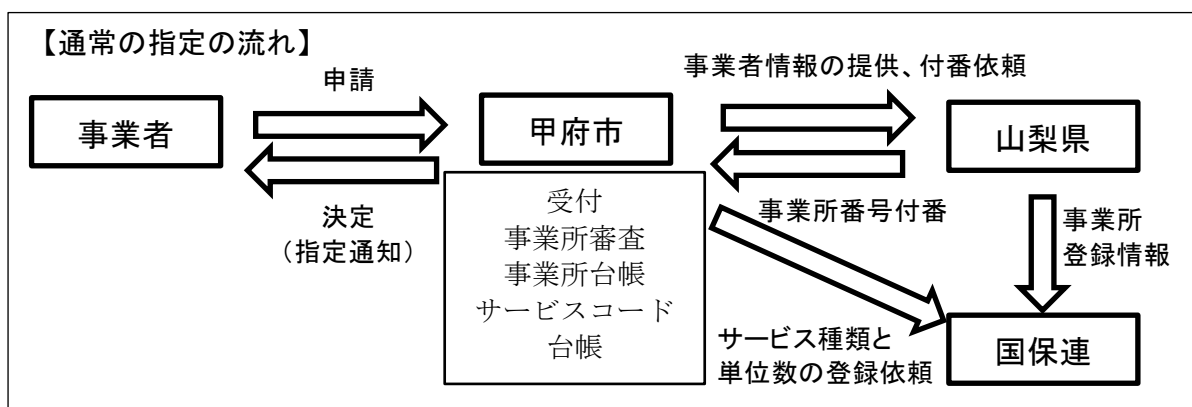 【通常の指定の流れ】
申請
事業者情報の提供、付番依頼
事業者
甲府市
山梨県
決定
（指定通知）
受付
事業所審査
事業所台帳
サービスコード
台帳
事業所番号付番
事業所
登録情報
サービス種類と
単位数の登録依頼
国保連